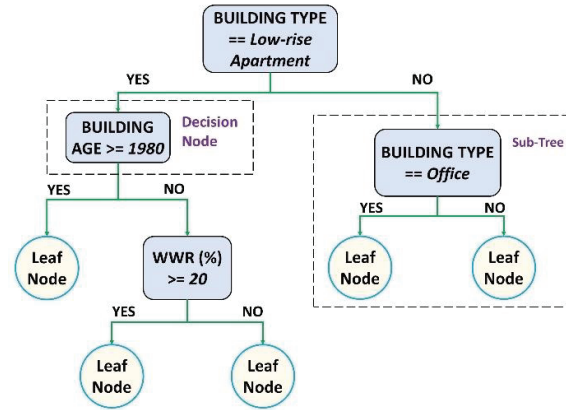 BUILDING TYPE
== Low-rise
Apartment
YES
NO
BUILDING
AGE >= 1980
Decision
Node
BUILDING TYPE
== Office
Sub-Tree
YES
NO
YES
NO
Leaf
Node
WWR (%)
>= 20
Leaf
Node
Leaf
Node
YES
NO
Leaf
Node
Leaf
Node